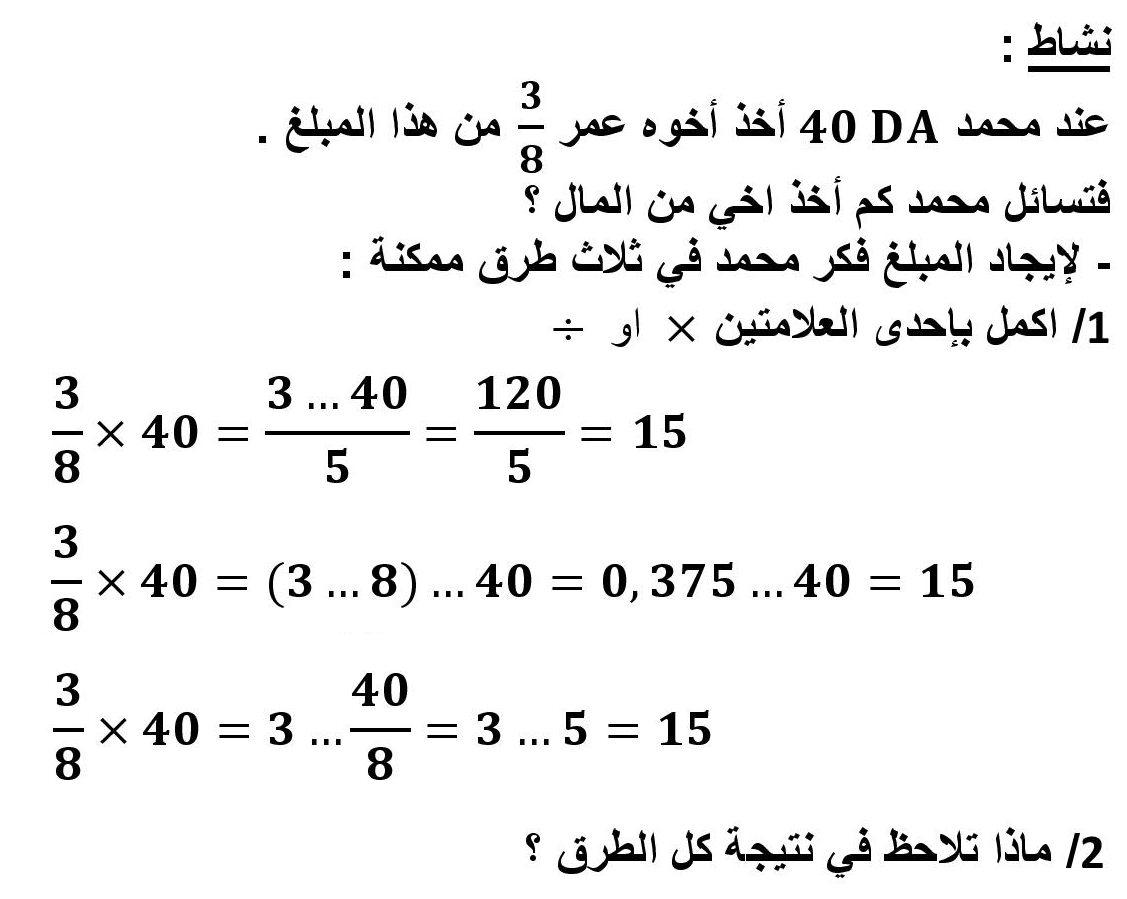 نشاط :
عند محمد 40 DA أخذ أخوه عمر 3/8 من هذا المبلغ .
فتسائل محمد كم أخذ اخي من المال ؟
- لإيجاد المبلغ فكر محمد في ثلاث طرق ممكنة :
1/ اكمل بإحدى العلامتين × او ÷
3/8 × 40 = (3 ... 40)/5 = 120/5 = 15
3/8 × 40 = (3 ... 8) ... 40 = 0,375 ... 40 = 15
3/8 × 40 = 3 ... 40/8 = 3 ... 5 = 15
2/ ماذا تلاحظ في نتيجة كل الطرق ؟